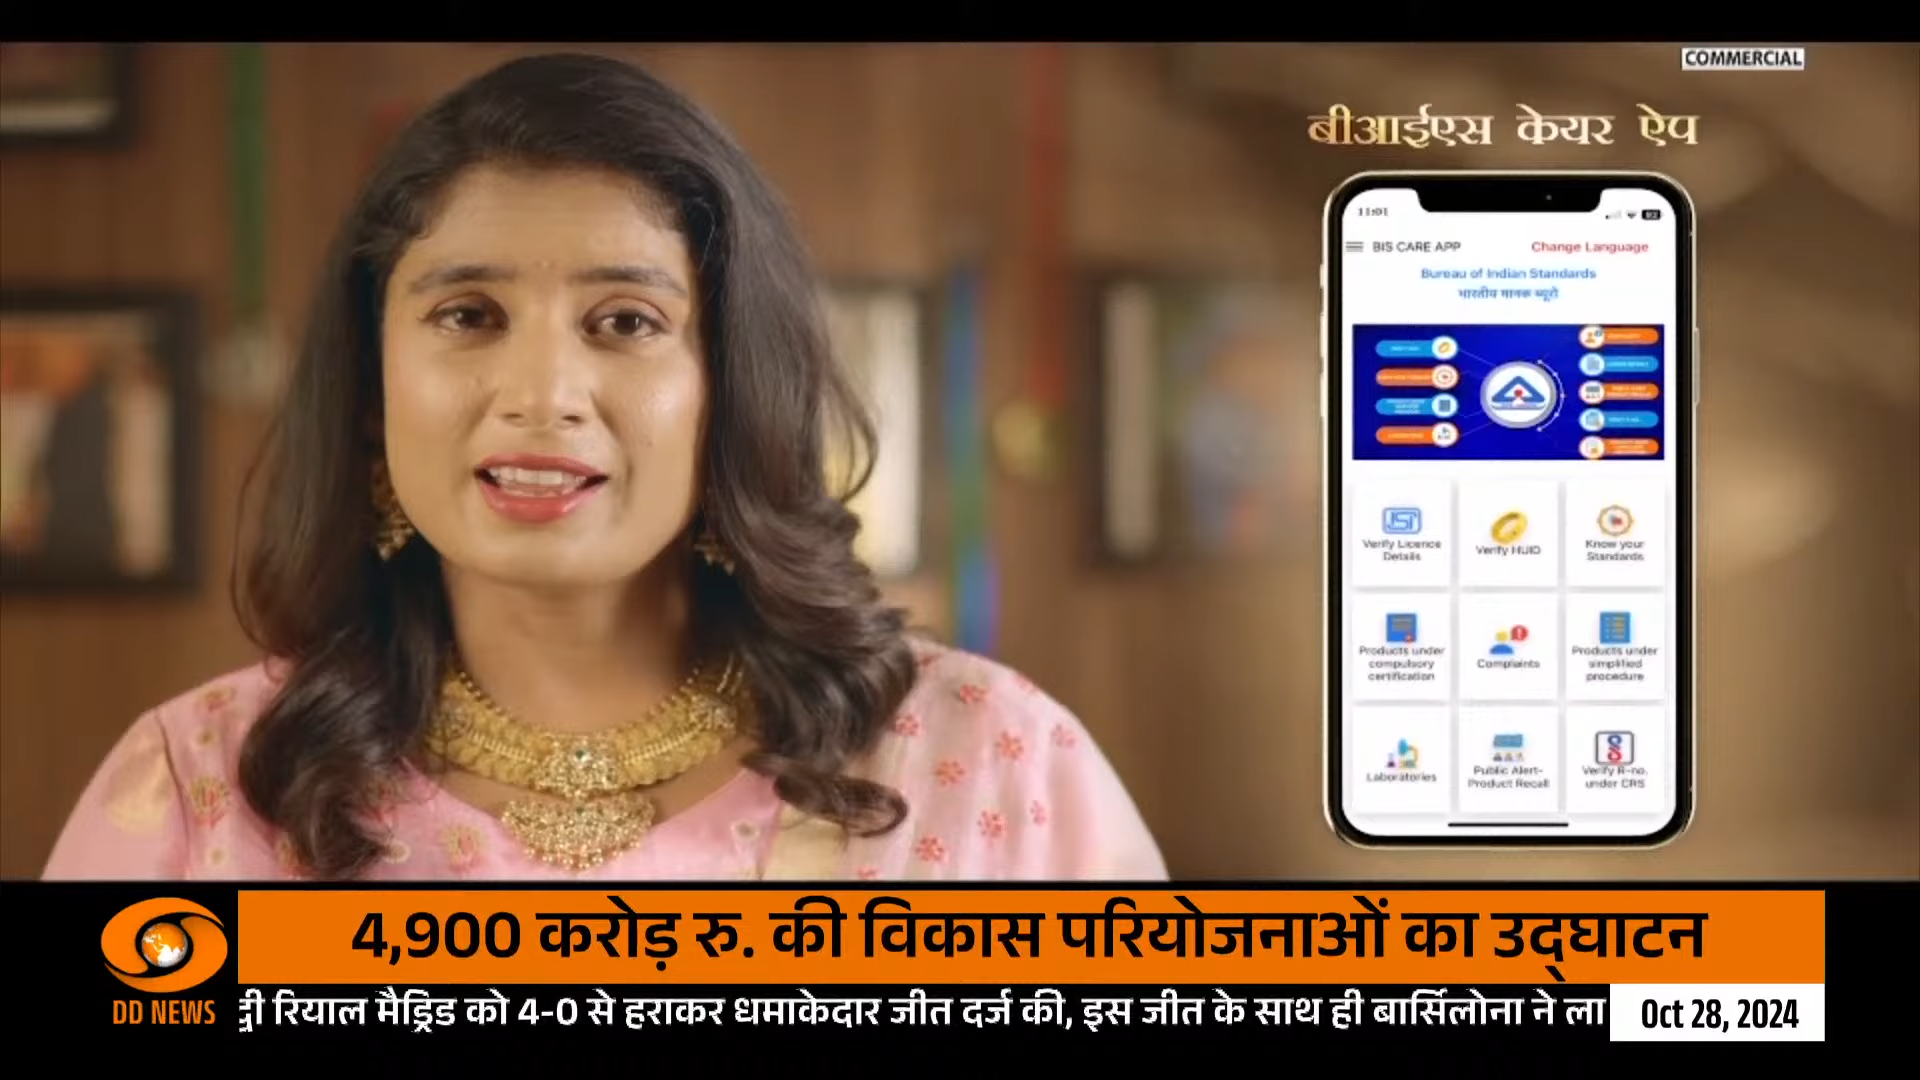 COMMERCIAL
बीआईएस केयर ऐप
11:01
BIS CARE APP
Change Language
Bureau of Indian Standards
भारतीय मानक ब्यूरो
Verify Licence
Details
Verify HUID
Know your
Standards
Products under
compulsory
certification
Complaints
Products under
simplified
procedure
Laboratories
Public Alert-
Product Recall
Verify R-no.
under CRS
4,900 करोड़ रु. की विकास परियोजनाओं का उद्घाटन
DD NEWS
रियाल मैड्रिड को 4-0 से हराकर धमाकेदार जीत दर्ज की, इस जीत के साथ ही बार्सिलोना ने ला
Oct 28, 2024